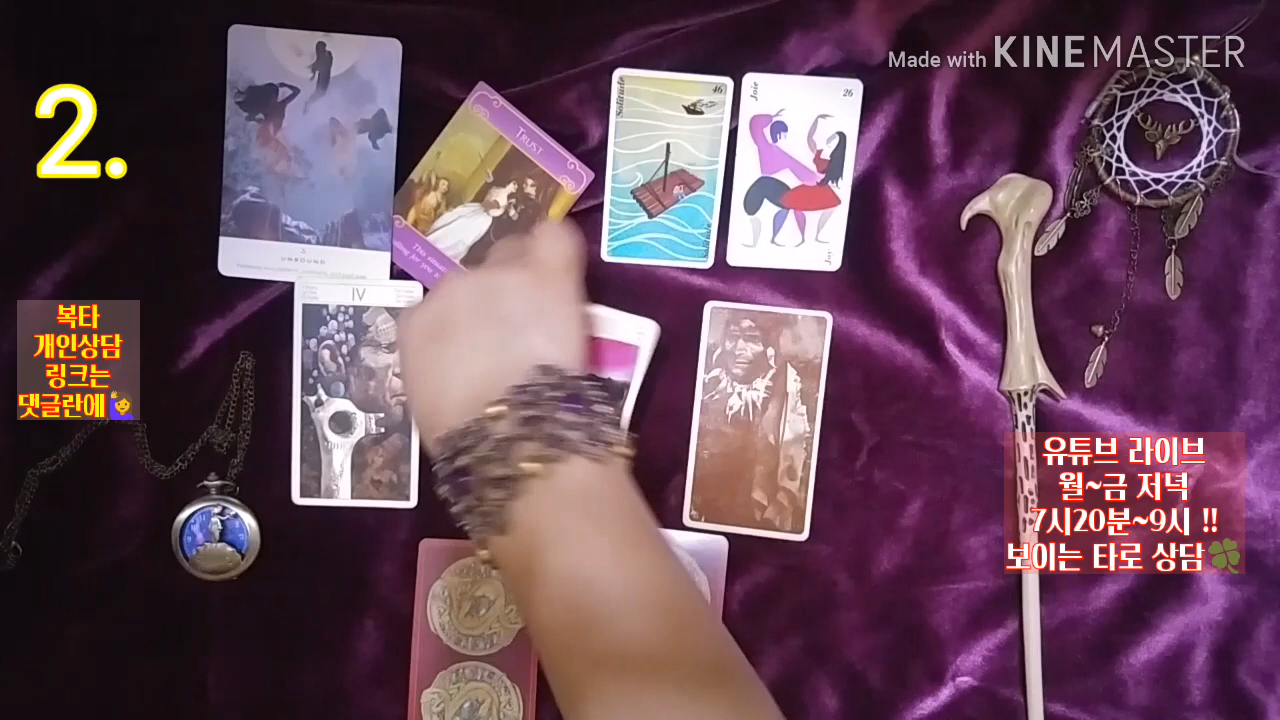 Made with KINEMASTER
2.
TRUST
Solitude
46
Joie
26
UNBOUND
IV
복타
개인상담
링크는
댓글란에🙋‍♀️
유튜브 라이브
월~금 저녁
7시20분~9시 !!
보이는 타로 상담🍀